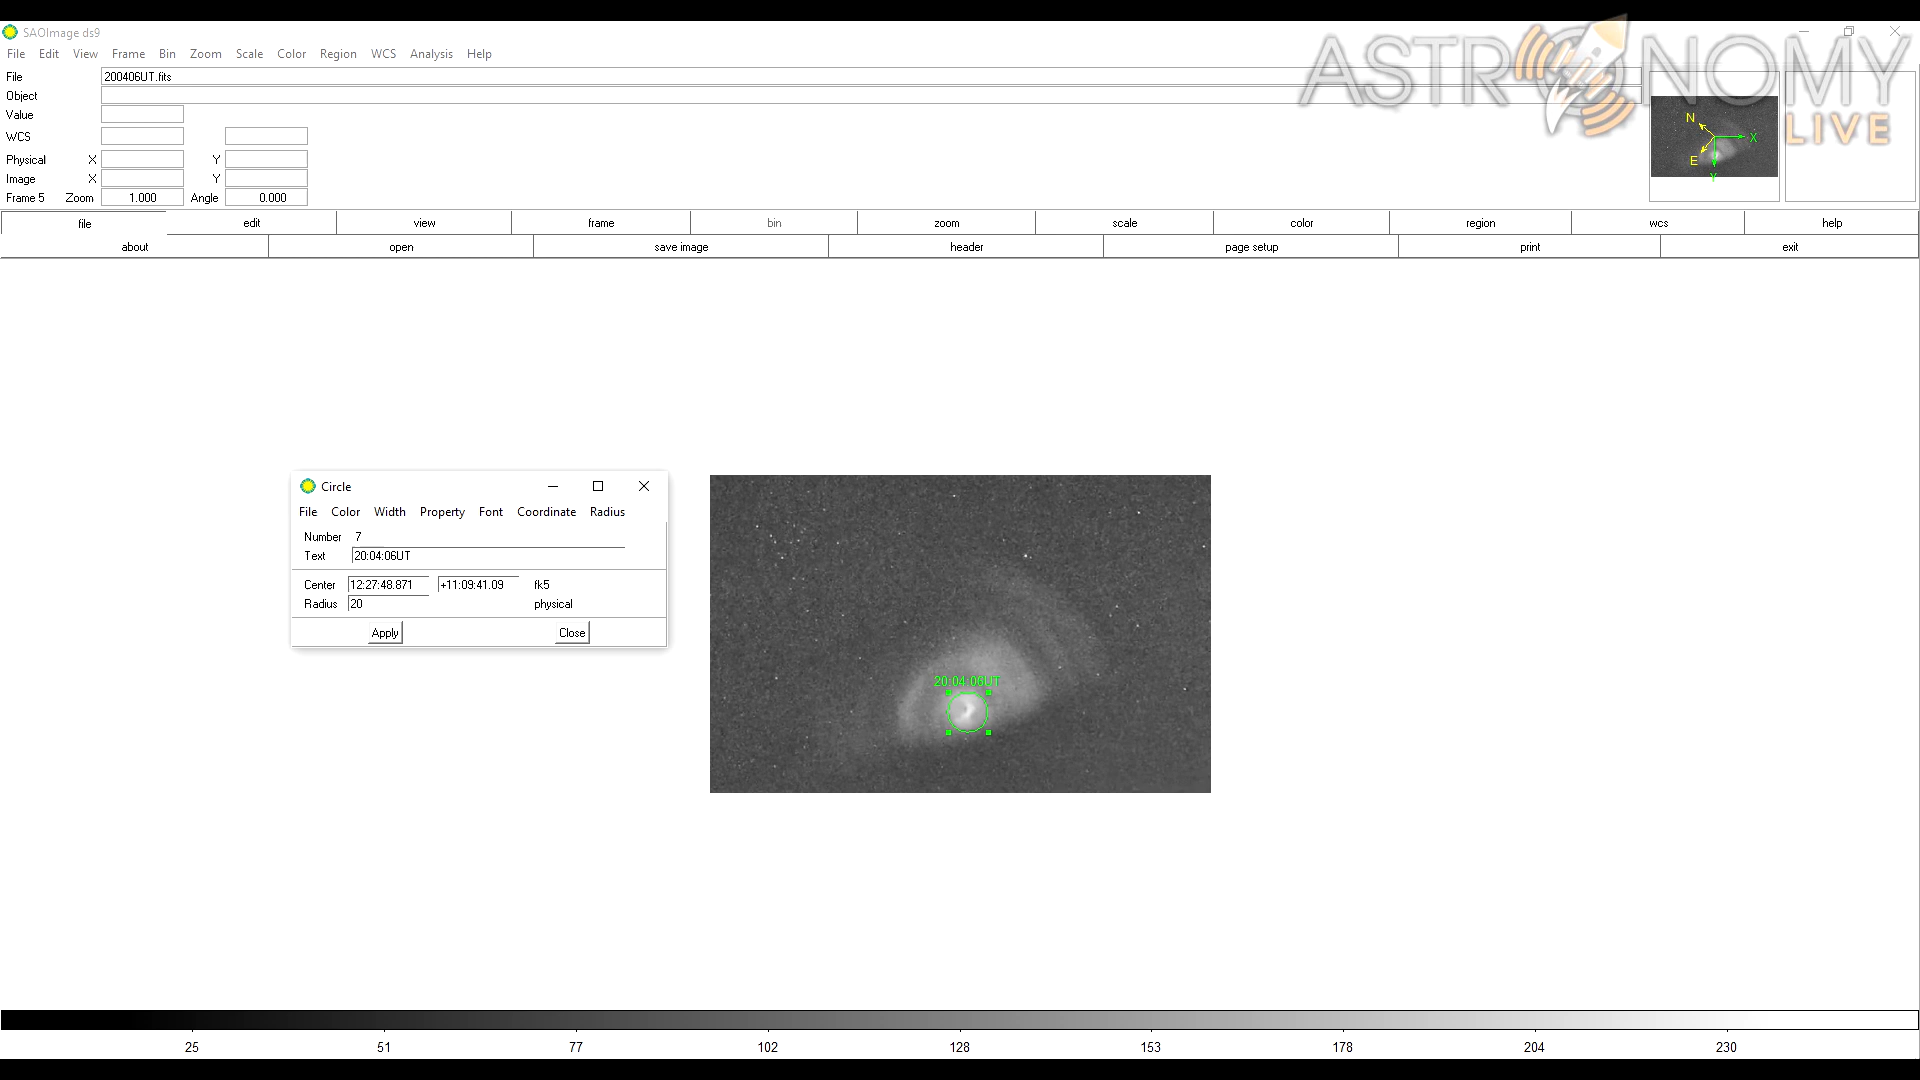 SAOImage ds9
ASTRONOMY
LIVE
File Edit View Frame Bin Zoom Scale Color Region WCS Analysis Help
File 200406UT.fits
Object
Value
WCS
Physical X Y
Image X Y
Frame 5 Zoom 1.000 Angle 0.000
N X
E
Y
file edit view frame bin zoom scale color region wcs help
about open save image header page setup print exit
Circle
File Color Width Property Font Coordinate Radius
Number 7
Text 20:04:06UT
Center 12:27:48.871 +11:09:41.09 fk5
Radius 20 physical
Apply Close
20:04:06UT
25 51 77 102 128 153 178 204 230